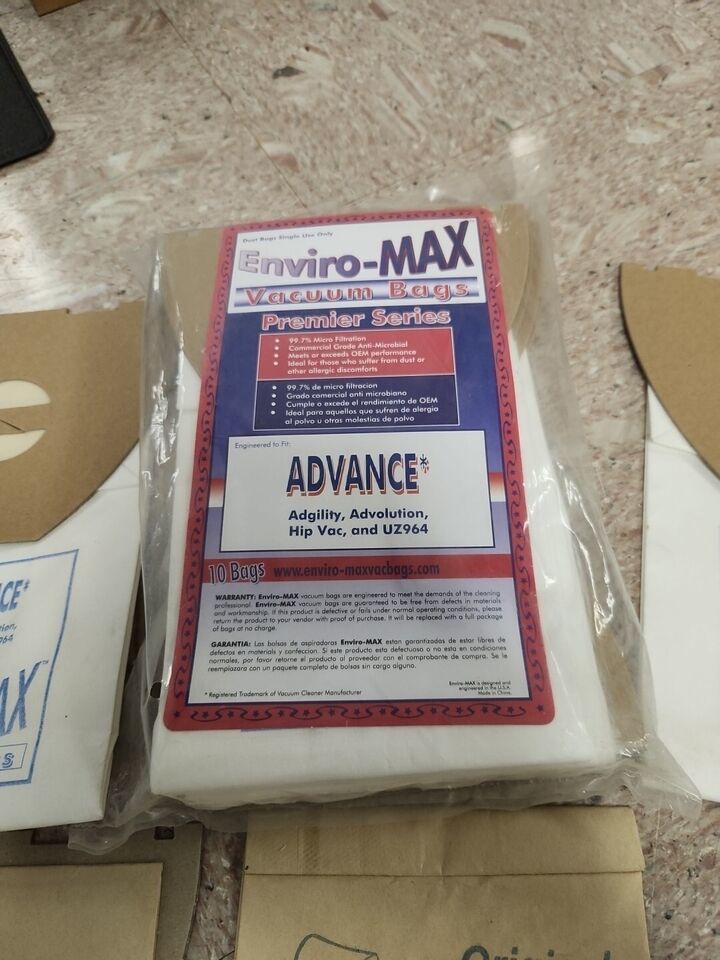 Dust Bags Single Use Only
Enviro-MAX™
Vacuum Bags
Premier Series
• 99.7% Micro Filtration
• Commercial Grade Anti-Microbial
• Meets or exceeds OEM performance
• Ideal for those who suffer from dust or
other allergic discomforts
• 99.7% de micro filtracion
• Grado comercial anti microbiano
• Cumple o excede el rendimiento de OEM
• Ideal para aquellos que sufren de alergia
al polvo u otras molestias de polvo
Engineered to Fit:
ADVANCE*
Adgility, Advolution,
Hip Vac, and UZ964
10 Bags www.enviro-maxvacbags.com
WARRANTY: Enviro-MAX vacuum bags are engineered to meet the demands of the cleaning
professional. Enviro-MAX vacuum bags are guaranteed to be free from defects in materials
and workmanship. If this product is defective or fails under normal operating conditions, please
return the product to your vendor with proof of purchase. It will be replaced with a full package
of bags at no charge.
GARANTIA: Las bolsas de aspiradoras Enviro-MAX estan garantizadas de estar libres de
defectos en materiales y confeccion. Si este producto esta defectuoso o no esta en condiciones
normales, por favor retorne el producto al proveedor con el comprobante de compra. Se le
reemplazara con un paquete completo de bolsas sin cargo alguno.
Enviro-MAX is designed and
engineered in the U.S.A.
Made in China.
* Registered Trademark of Vacuum Cleaner Manufacturer
CE*
964
AX™
S
Original